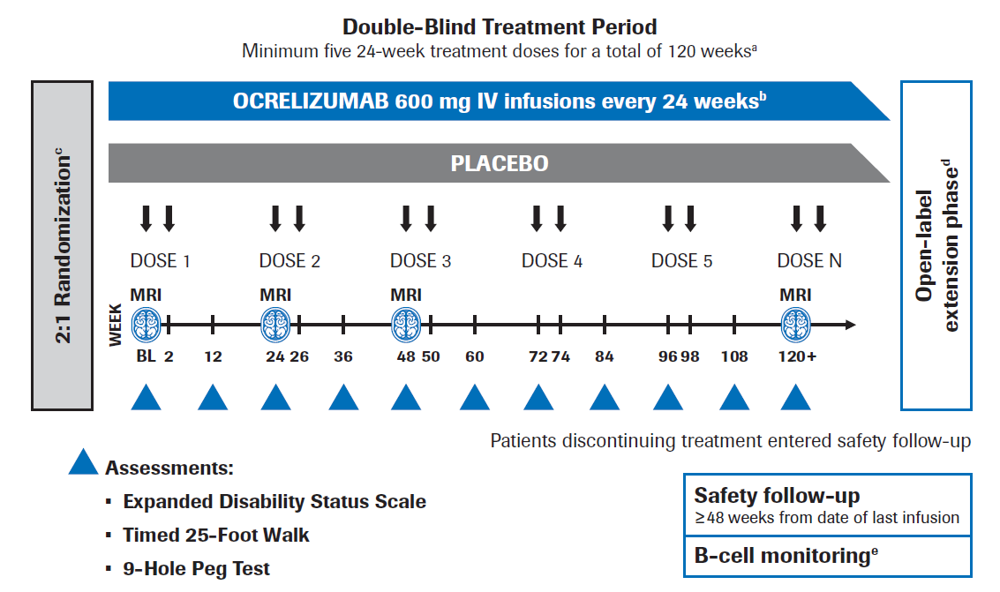 Double-Blind Treatment Period
Minimum five 24-week treatment doses for a total of 120 weeksᵃ
2:1 Randomizationᶜ
OCRELIZUMAB 600 mg IV infusions every 24 weeksᵇ
PLACEBO
DOSE 1 DOSE 2 DOSE 3 DOSE 4 DOSE 5 DOSE N
MRI MRI MRI MRI
WEEK
BL 2 12 24 26 36 48 50 60 72 74 84 96 98 108 120+
Open-label
extension phaseᵈ
Patients discontinuing treatment entered safety follow-up
Assessments:
▪ Expanded Disability Status Scale
▪ Timed 25-Foot Walk
▪ 9-Hole Peg Test
Safety follow-up
≥48 weeks from date of last infusion
B-cell monitoringᵉ